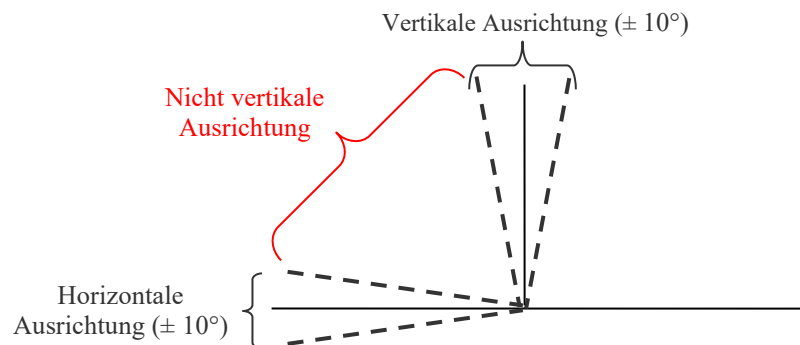 Vertikale Ausrichtung (± 10°)
Nicht vertikale
Ausrichtung
Horizontale
Ausrichtung (± 10°)